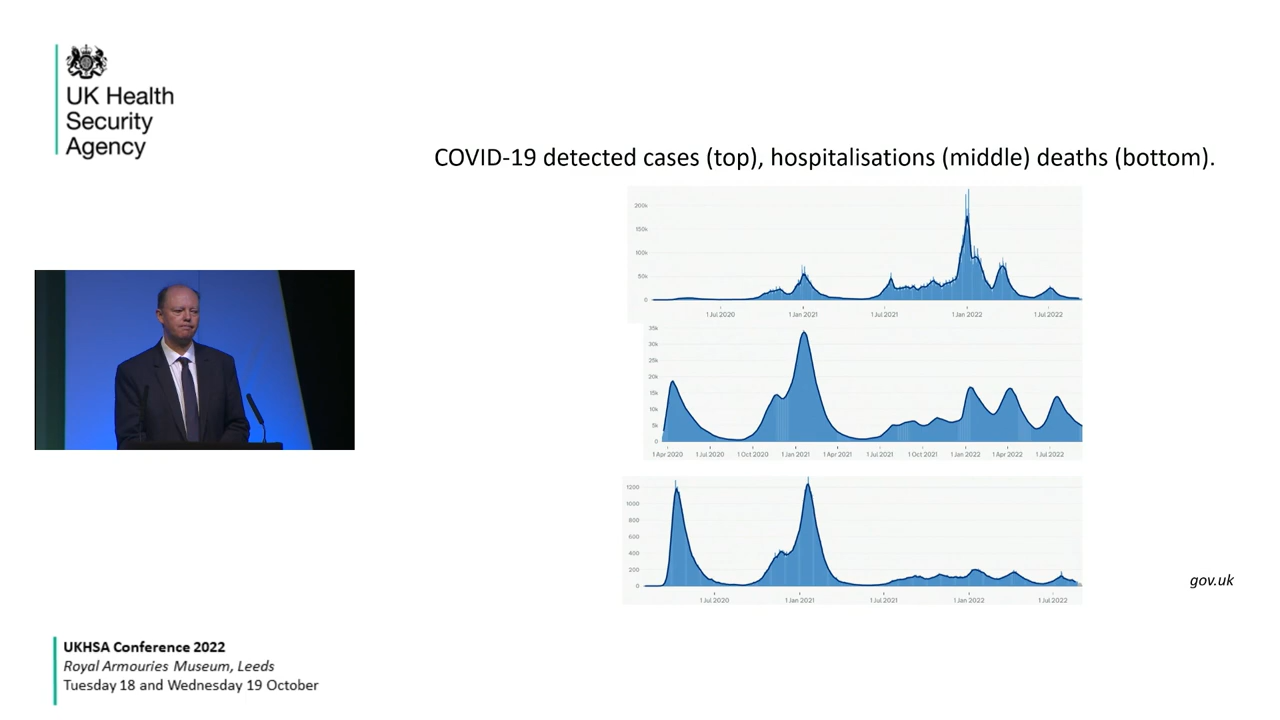 UK Health
Security
Agency
COVID-19 detected cases (top), hospitalisations (middle) deaths (bottom).
200k
150k
100k
50k
0
1 Jul 2020 1 Jan 2021 1 Jul 2021 1 Jan 2022 1 Jul 2022
35k
30k
25k
20k
15k
10k
5k
0
1 Apr 2020 1 Jul 2020 1 Oct 2020 1 Jan 2021 1 Apr 2021 1 Jul 2021 1 Oct 2021 1 Jan 2022 1 Apr 2022 1 Jul 2022
1200
1000
800
600
400
200
0
1 Jul 2020 1 Jan 2021 1 Jul 2021 1 Jan 2022 1 Jul 2022
gov.uk
UKHSA Conference 2022
Royal Armouries Museum, Leeds
Tuesday 18 and Wednesday 19 October